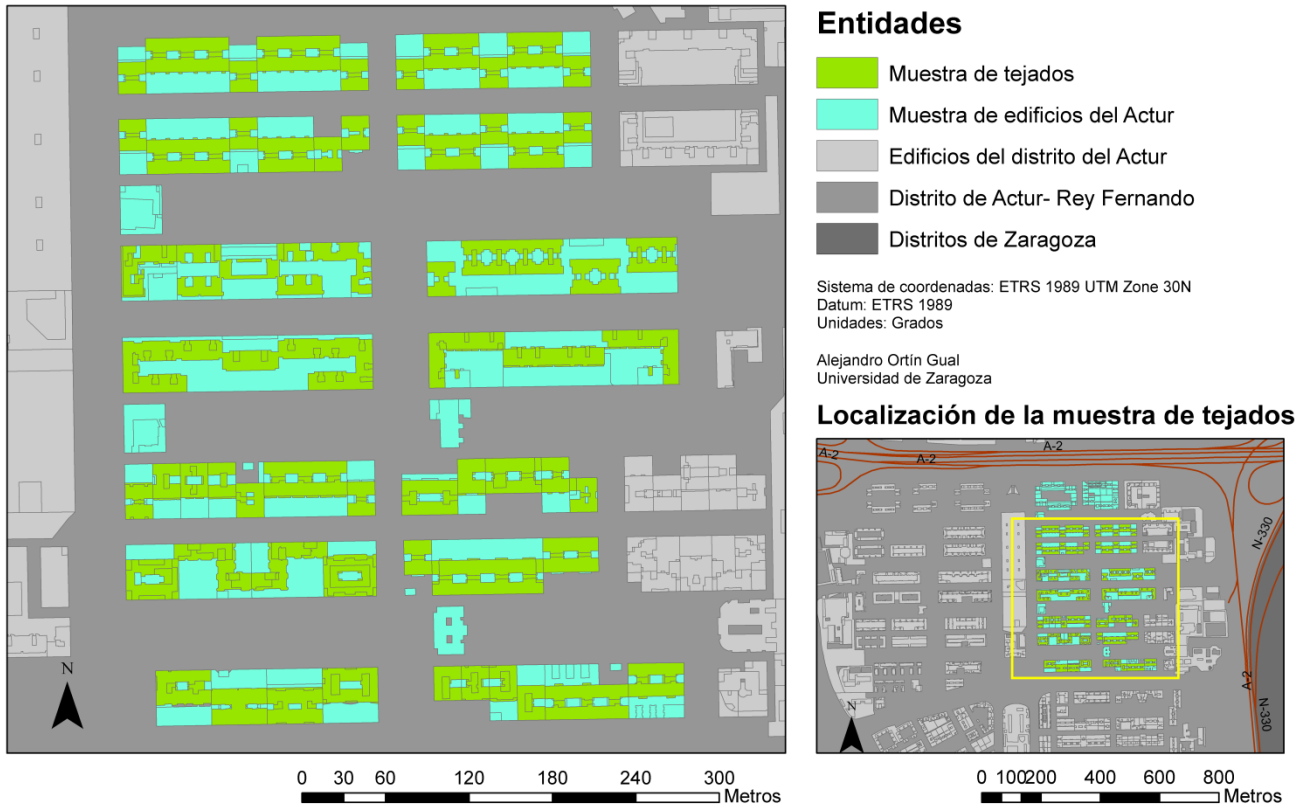 Entidades
Muestra de tejados
Muestra de edificios del Actur
Edificios del distrito del Actur
Distrito de Actur- Rey Fernando
Distritos de Zaragoza
Sistema de coordenadas: ETRS 1989 UTM Zone 30N
Datum: ETRS 1989
Unidades: Grados
Alejandro Ortín Gual
Universidad de Zaragoza
Localización de la muestra de tejados
A-2
A-2
A-2
N-330
A-2
N-330
N
N
0 30 60 120 180 240 300
Metros
0 100 200 400 600 800
Metros